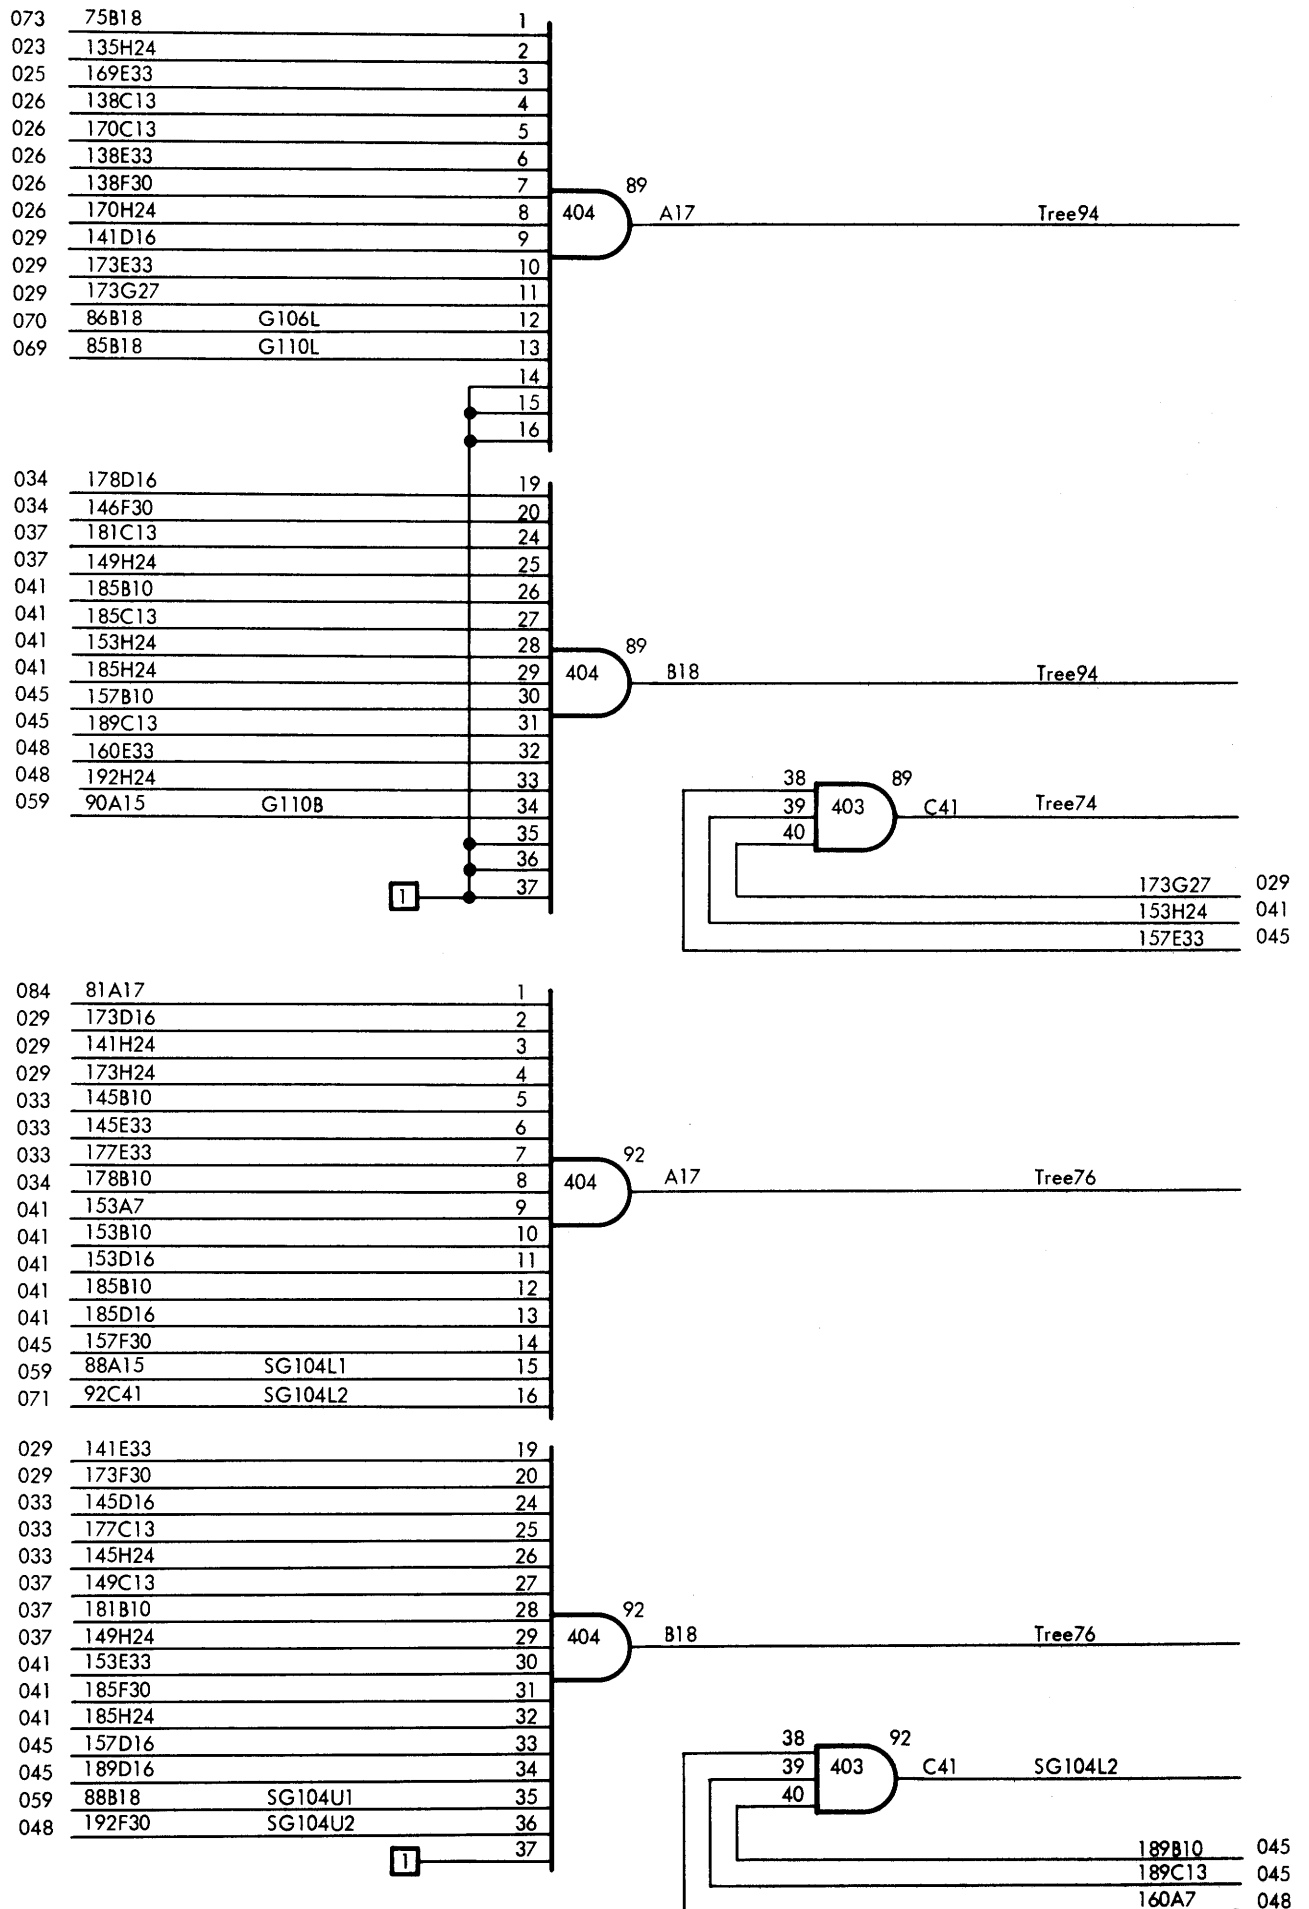 073 75B18 1
023 135H24 2
025 169E33 3
026 138C13 4
026 170C13 5
026 138E33 6
026 138F30 7
89
026 170H24 8
404 A17 Tree94
029 141D16 9
029 173E33 10
029 173G27 11
070 86B18 G106L 12
069 85B18 G110L 13
14
15
16
034 178D16 19
034 146F30 20
037 181C13 24
037 149H24 25
041 185B10 26
041 185C13 27
041 153H24 28
89
041 185H24 29
404 B18 Tree94
045 157B10 30
045 189C13 31
048 160E33 32
048 192H24 33
059 90A15 G110B 34
35
36
1 37
38 89
39 403 C41 Tree74
40
173G27 029
153H24 041
157E33 045
084 81A17 1
029 173D16 2
029 141H24 3
029 173H24 4
033 145B10 5
033 145E33 6
033 177E33 7
92
034 178B10 8
404 A17 Tree76
041 153A7 9
041 153B10 10
041 153D16 11
041 185B10 12
041 185D16 13
045 157F30 14
059 88A15 SG104L1 15
071 92C41 SG104L2 16
029 141E33 19
029 173F30 20
033 145D16 24
033 177C13 25
033 145H24 26
037 149C13 27
037 181B10 28
92
037 149H24 29
404 B18 Tree76
041 153E33 30
041 185F30 31
041 185H24 32
045 157D16 33
045 189D16 34
059 88B18 SG104U1 35
048 192F30 SG104U2 36
1 37
38 92
39 403 C41 SG104L2
40
189B10 045
189C13 045
160A7 048